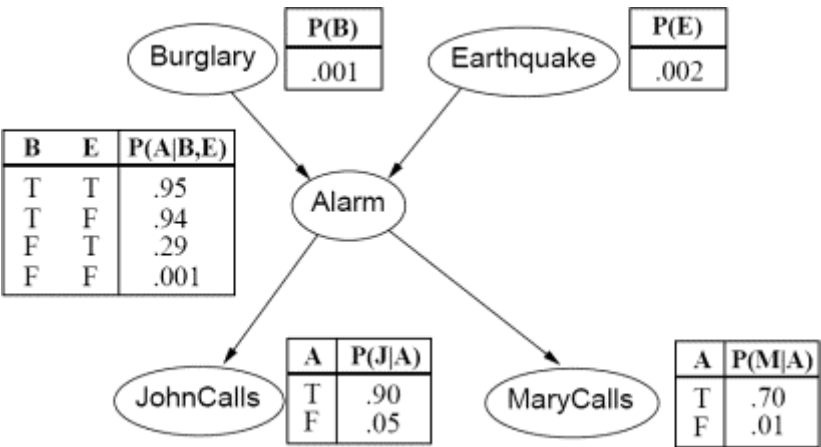 Burglary
P(B)
.001
Earthquake
P(E)
.002
B E P(A|B,E)
T T .95
T F .94
F T .29
F F .001
Alarm
JohnCalls
A P(J|A)
T .90
F .05
MaryCalls
A P(M|A)
T .70
F .01